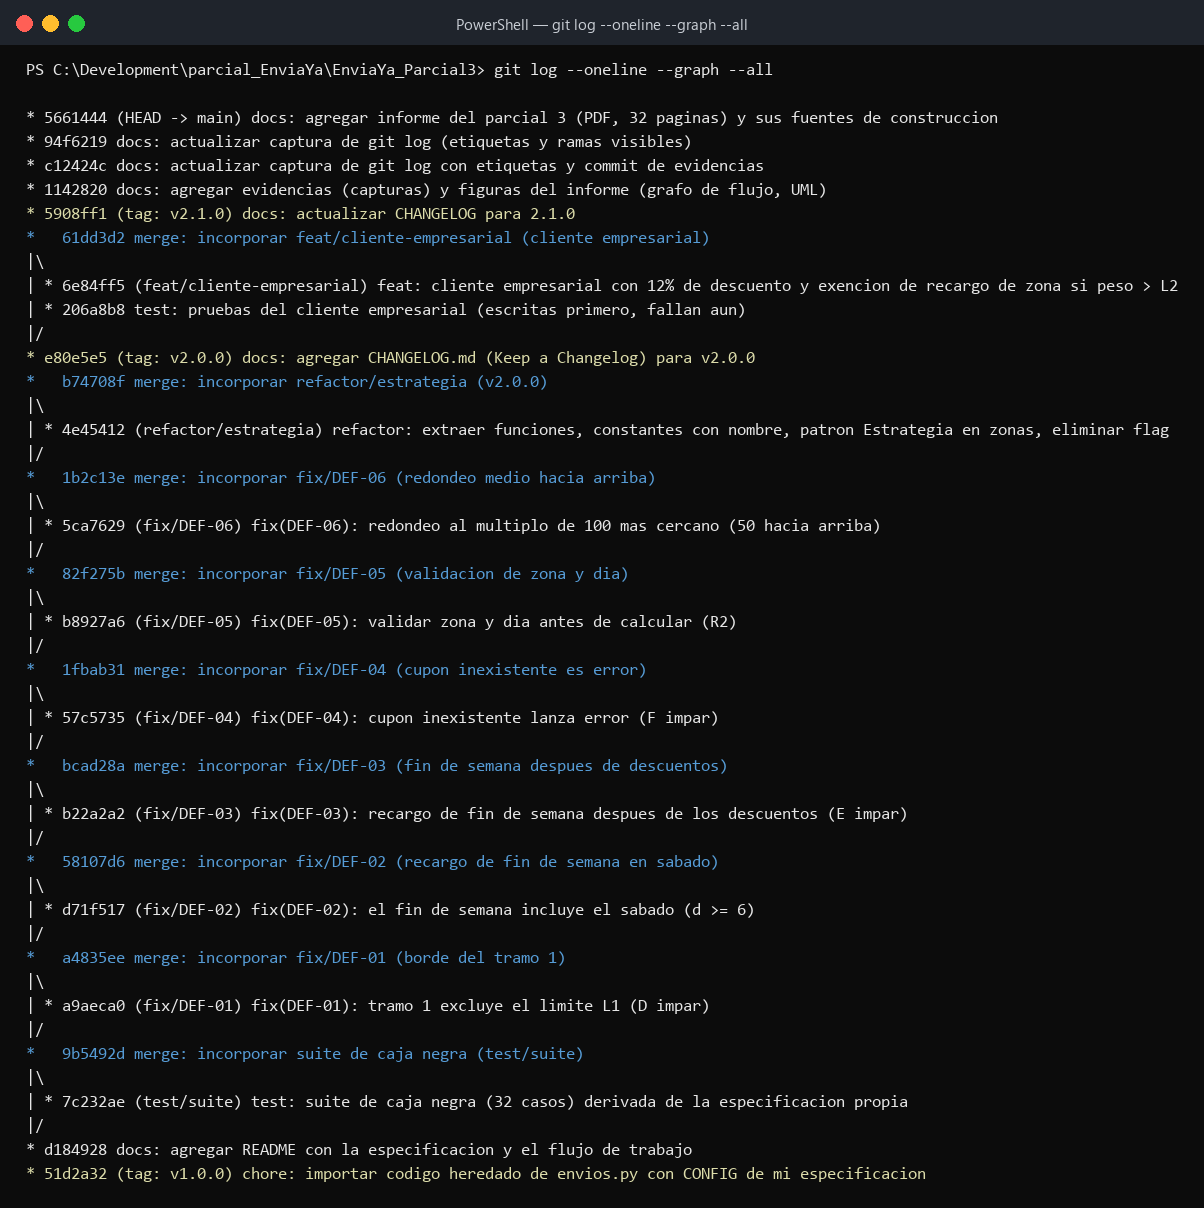 PowerShell — git log --oneline --graph --all
PS C:\Development\parcial_EnviaYa\EnviaYa_Parcial3> git log --oneline --graph --all
* 5661444 (HEAD -> main) docs: agregar informe del parcial 3 (PDF, 32 paginas) y sus fuentes de construccion
* 94f6219 docs: actualizar captura de git log (etiquetas y ramas visibles)
* c12424c docs: actualizar captura de git log con etiquetas y commit de evidencias
* 1142820 docs: agregar evidencias (capturas) y figuras del informe (grafo de flujo, UML)
* 5908ff1 (tag: v2.1.0) docs: actualizar CHANGELOG para 2.1.0
*   61dd3d2 merge: incorporar feat/cliente-empresarial (cliente empresarial)
|\
| * 6e84ff5 (feat/cliente-empresarial) feat: cliente empresarial con 12% de descuento y exencion de recargo de zona si peso > L2
| * 206a8b8 test: pruebas del cliente empresarial (escritas primero, fallan aun)
|/
* e80e5e5 (tag: v2.0.0) docs: agregar CHANGELOG.md (Keep a Changelog) para v2.0.0
*   b74708f merge: incorporar refactor/estrategia (v2.0.0)
|\
| * 4e45412 (refactor/estrategia) refactor: extraer funciones, constantes con nombre, patron Estrategia en zonas, eliminar flag
|/
*   1b2c13e merge: incorporar fix/DEF-06 (redondeo medio hacia arriba)
|\
| * 5ca7629 (fix/DEF-06) fix(DEF-06): redondeo al multiplo de 100 mas cercano (50 hacia arriba)
|/
*   82f275b merge: incorporar fix/DEF-05 (validacion de zona y dia)
|\
| * b8927a6 (fix/DEF-05) fix(DEF-05): validar zona y dia antes de calcular (R2)
|/
*   1fbab31 merge: incorporar fix/DEF-04 (cupon inexistente es error)
|\
| * 57c5735 (fix/DEF-04) fix(DEF-04): cupon inexistente lanza error (F impar)
|/
*   bcad28a merge: incorporar fix/DEF-03 (fin de semana despues de descuentos)
|\
| * b22a2a2 (fix/DEF-03) fix(DEF-03): recargo de fin de semana despues de los descuentos (E impar)
|/
*   58107d6 merge: incorporar fix/DEF-02 (recargo de fin de semana en sabado)
|\
| * d71f517 (fix/DEF-02) fix(DEF-02): el fin de semana incluye el sabado (d >= 6)
|/
*   a4835ee merge: incorporar fix/DEF-01 (borde del tramo 1)
|\
| * a9aeca0 (fix/DEF-01) fix(DEF-01): tramo 1 excluye el limite L1 (D impar)
|/
*   9b5492d merge: incorporar suite de caja negra (test/suite)
|\
| * 7c232ae (test/suite) test: suite de caja negra (32 casos) derivada de la especificacion propia
|/
* d184928 docs: agregar README con la especificacion y el flujo de trabajo
* 51d2a32 (tag: v1.0.0) chore: importar codigo heredado de envios.py con CONFIG de mi especificacion